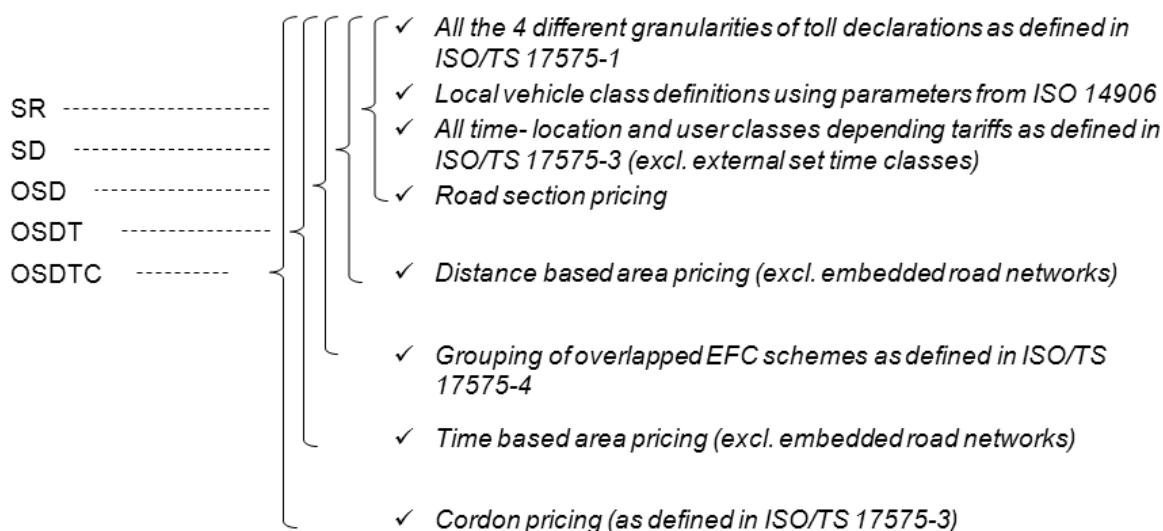 SR
SD
OSD
OSDT
OSDTC
✓ All the 4 different granularities of toll declarations as defined in
ISO/TS 17575-1
✓ Local vehicle class definitions using parameters from ISO 14906
✓ All time- location and user classes depending tariffs as defined in
ISO/TS 17575-3 (excl. external set time classes)
✓ Road section pricing
✓ Distance based area pricing (excl. embedded road networks)
✓ Grouping of overlapped EFC schemes as defined in ISO/TS
17575-4
✓ Time based area pricing (excl. embedded road networks)
✓ Cordon pricing (as defined in ISO/TS 17575-3)